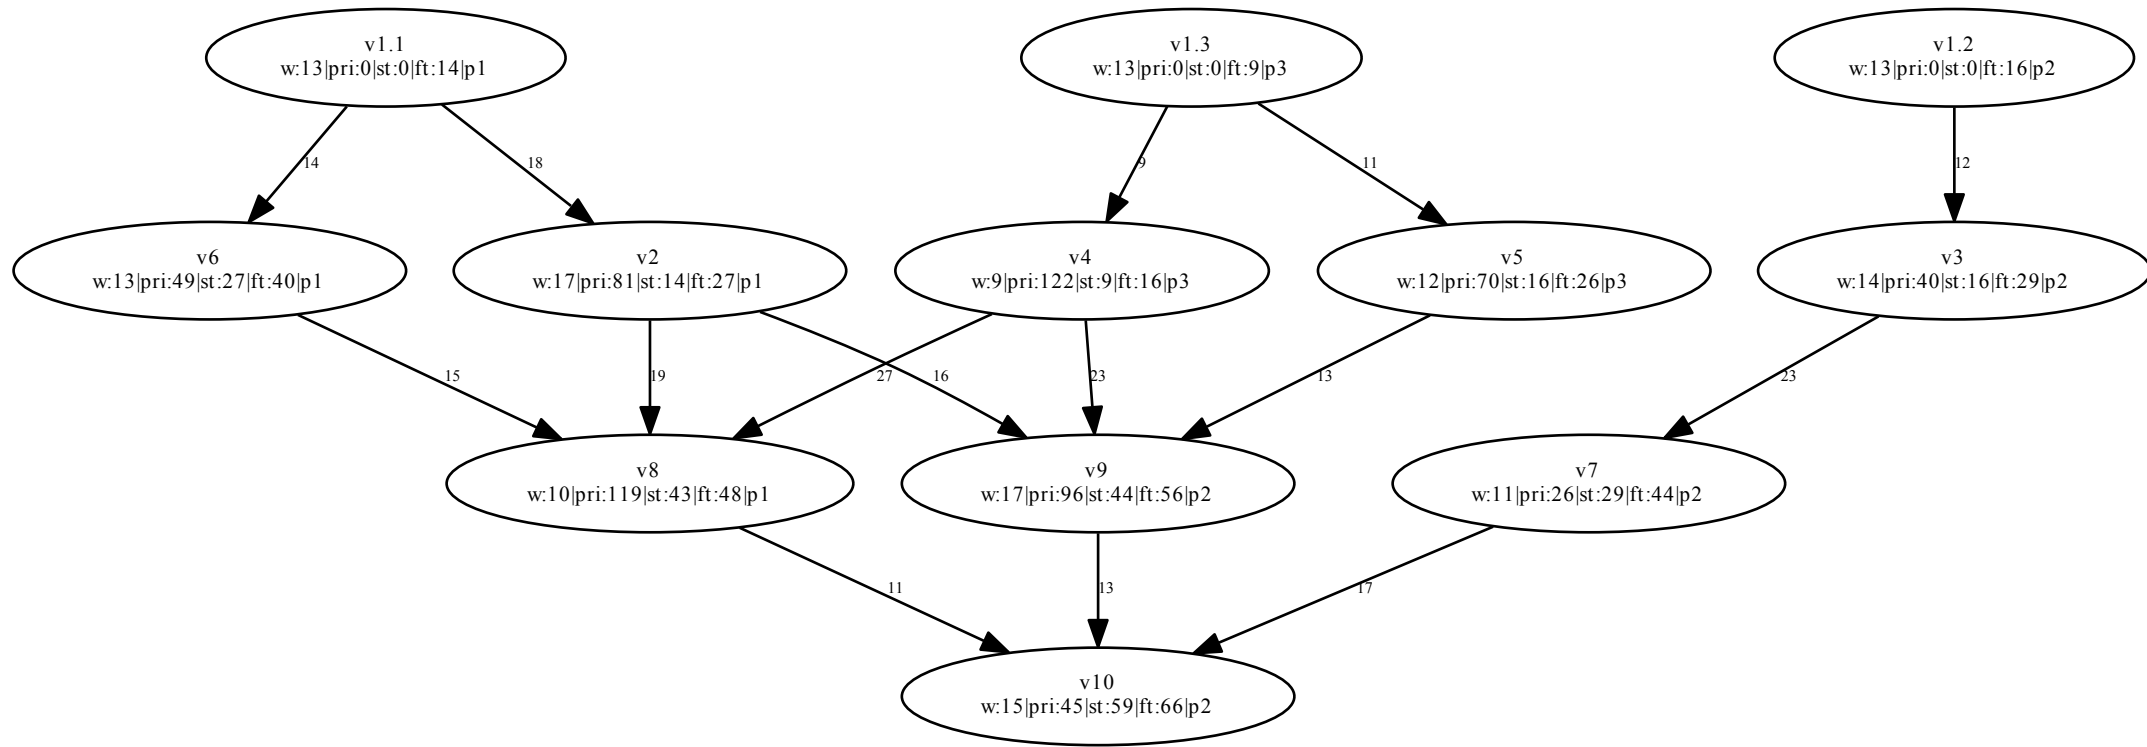 v1.1
w:13|pri:0|st:0|ft:14|p1
v1.3
w:13|pri:0|st:0|ft:9|p3
v1.2
w:13|pri:0|st:0|ft:16|p2
14
18
9
11
12
v6
w:13|pri:49|st:27|ft:40|p1
v2
w:17|pri:81|st:14|ft:27|p1
v4
w:9|pri:122|st:9|ft:16|p3
v5
w:12|pri:70|st:16|ft:26|p3
v3
w:14|pri:40|st:16|ft:29|p2
15
19
27
16
23
13
23
v8
w:10|pri:119|st:43|ft:48|p1
v9
w:17|pri:96|st:44|ft:56|p2
v7
w:11|pri:26|st:29|ft:44|p2
11
13
17
v10
w:15|pri:45|st:59|ft:66|p2